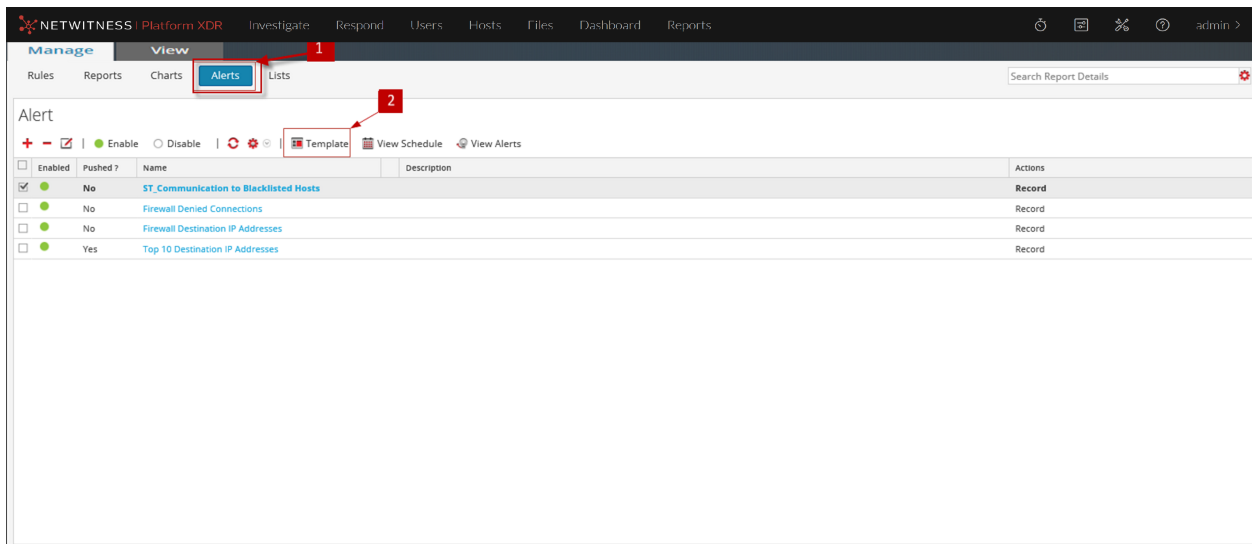 NETWITNESS | Platform XDR Investigate Respond Users Hosts Files Dashboard Reports admin >
Manage View 1
Rules Reports Charts Alerts Lists Search Report Details
2
Alert
Enable Disable Template View Schedule View Alerts
Enabled Pushed ? Name Description Actions
No ST_Communication to Blacklisted Hosts Record
No Firewall Denied Connections Record
No Firewall Destination IP Addresses Record
Yes Top 10 Destination IP Addresses Record